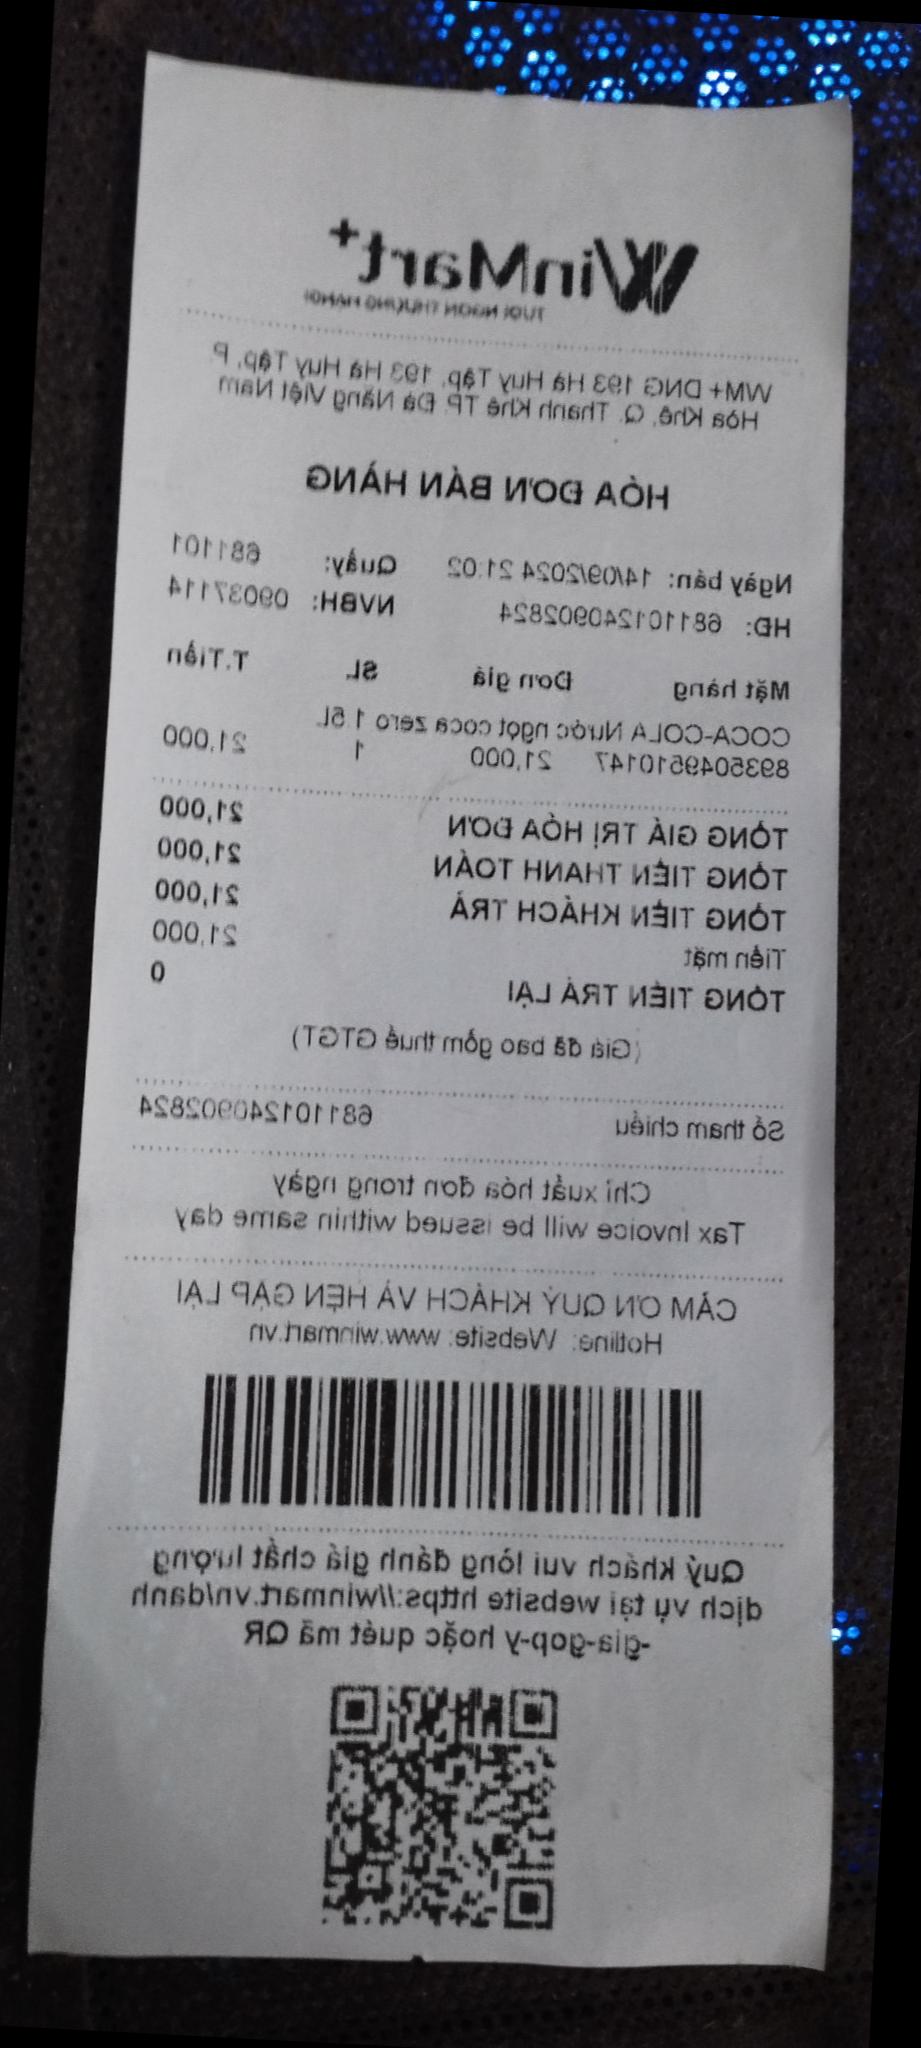 WinMart+
TƯƠI NGON THƯỢNG HẠNG!
WM+ DNG 193 Hà Huy Tập, 193 Hà Huy Tập, P.
Hòa Khê, Q. Thanh Khê TP. Đà Nẵng Việt Nam
HÓA ĐƠN BÁN HÀNG
Ngày bán: 14/09/2024 21:02 Quầy: 681101
HĐ: 681101240902824 NVBH: 09037114
Mặt hàng Đơn giá SL T.Tiền
COCA-COLA Nước ngọt coca zero 1.5L
8935049510147 21,000 1 21,000
TỔNG GIÁ TRỊ HÓA ĐƠN 21,000
TỔNG TIỀN THANH TOÁN 21,000
TỔNG TIỀN KHÁCH TRẢ 21,000
Tiền mặt 21,000
TỔNG TIỀN TRẢ LẠI 0
(Giá đã bao gồm thuế GTGT)
Số tham chiếu 681101240902824
Chỉ xuất hóa đơn trong ngày
Tax Invoice will be issued within same day
CẢM ƠN QUÝ KHÁCH VÀ HẸN GẶP LẠI
Hotline: Website: www.winmart.vn
Quý khách vui lòng đánh giá chất lượng
dịch vụ tại website https://winmart.vn/danh
-gia-gop-y hoặc quét mã QR